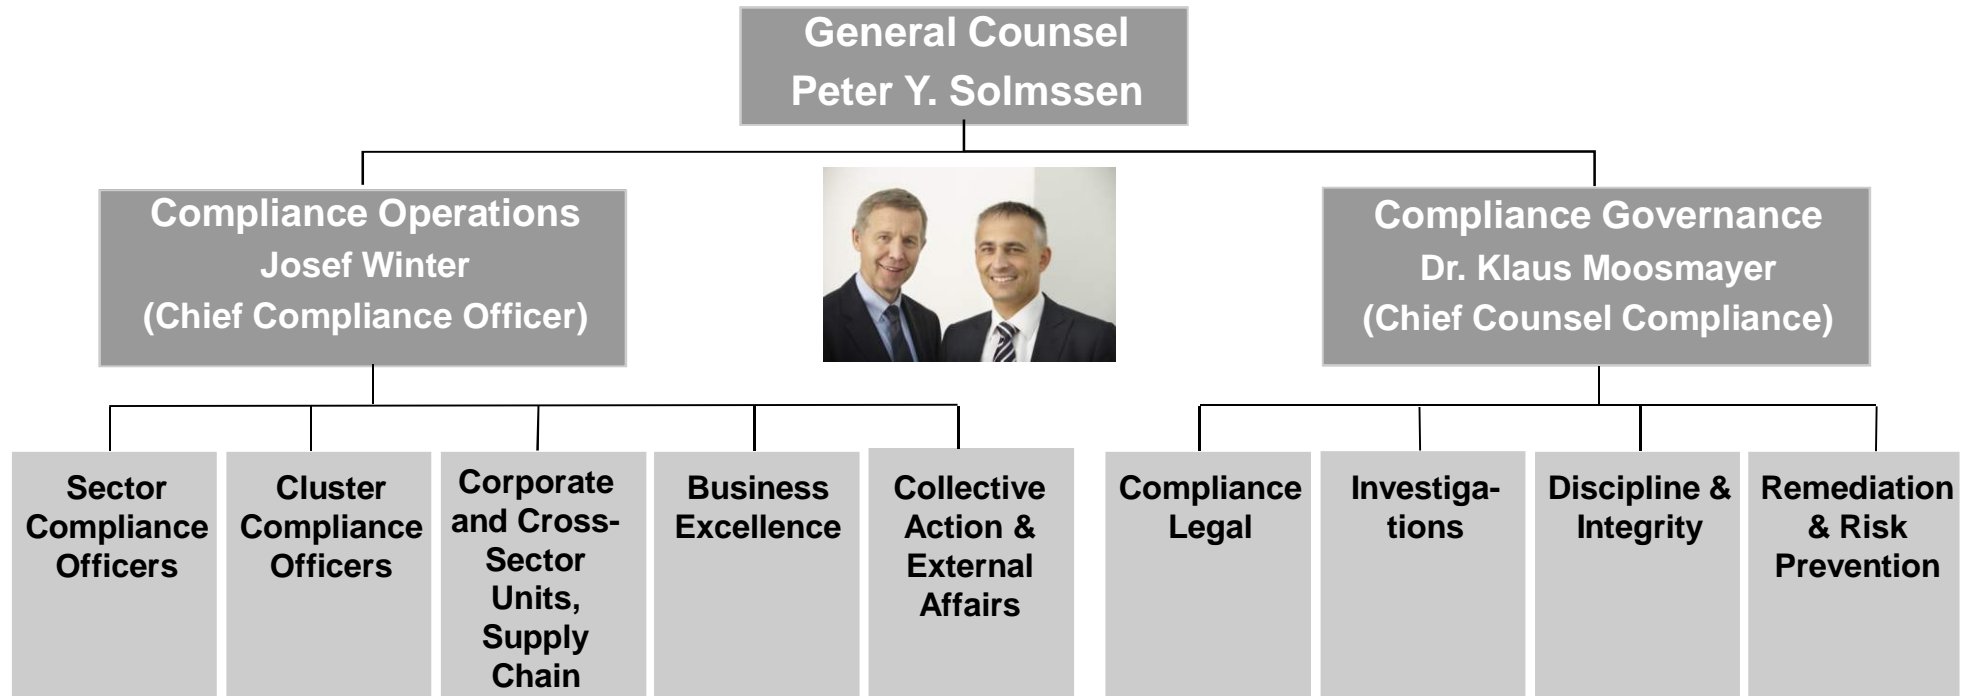 General Counsel
Peter Y. Solmssen
Compliance Operations
Josef Winter
(Chief Compliance Officer)
Compliance Governance
Dr. Klaus Moosmayer
(Chief Counsel Compliance)
Sector
Compliance
Officers
Cluster
Compliance
Officers
Corporate
and Cross-
Sector
Units,
Supply
Chain
Business
Excellence
Collective
Action &
External
Affairs
Compliance
Legal
Investiga-
tions
Discipline &
Integrity
Remediation
& Risk
Prevention